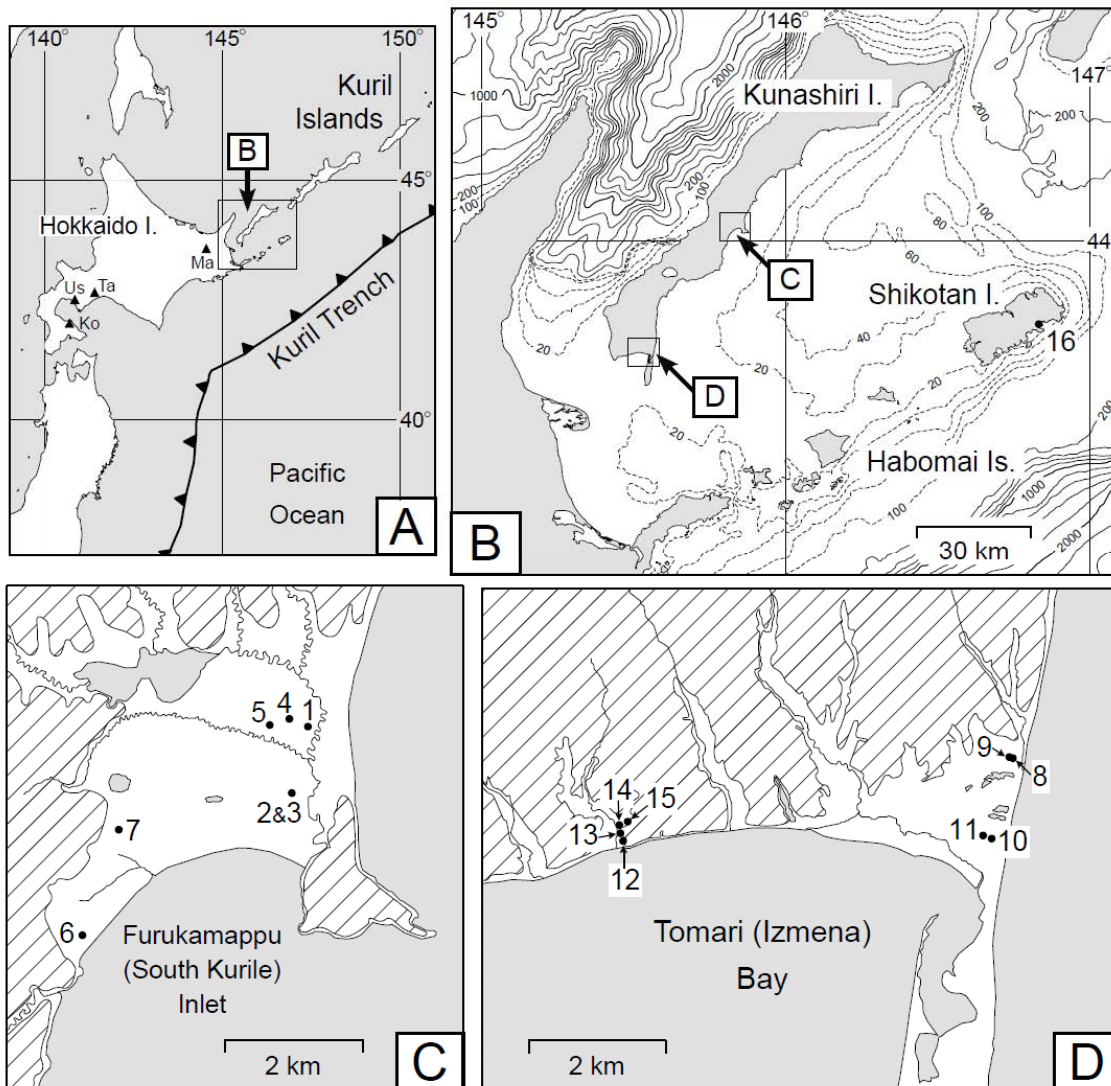 140°
145°
150°
Kuril
Islands
B
45
Hokkaido I.
Ma
Us
Ta
Ko
Kuril Trench
40°
Pacific
Ocean
A
145°
146°
147°
2000
1000
Kunashiri I.
200
200
200
100
200
100
100
80
60
44
C
Shikotan I.
16
20
40
20
20
D
20
Habomai Is.
100
200
1000
2000
B
30 km
5
4
1
2&3
7
6
Furukamappu
(South Kurile)
Inlet
2 km
C
9
8
14
15
13
12
11
10
Tomari (Izmena)
Bay
2 km
D